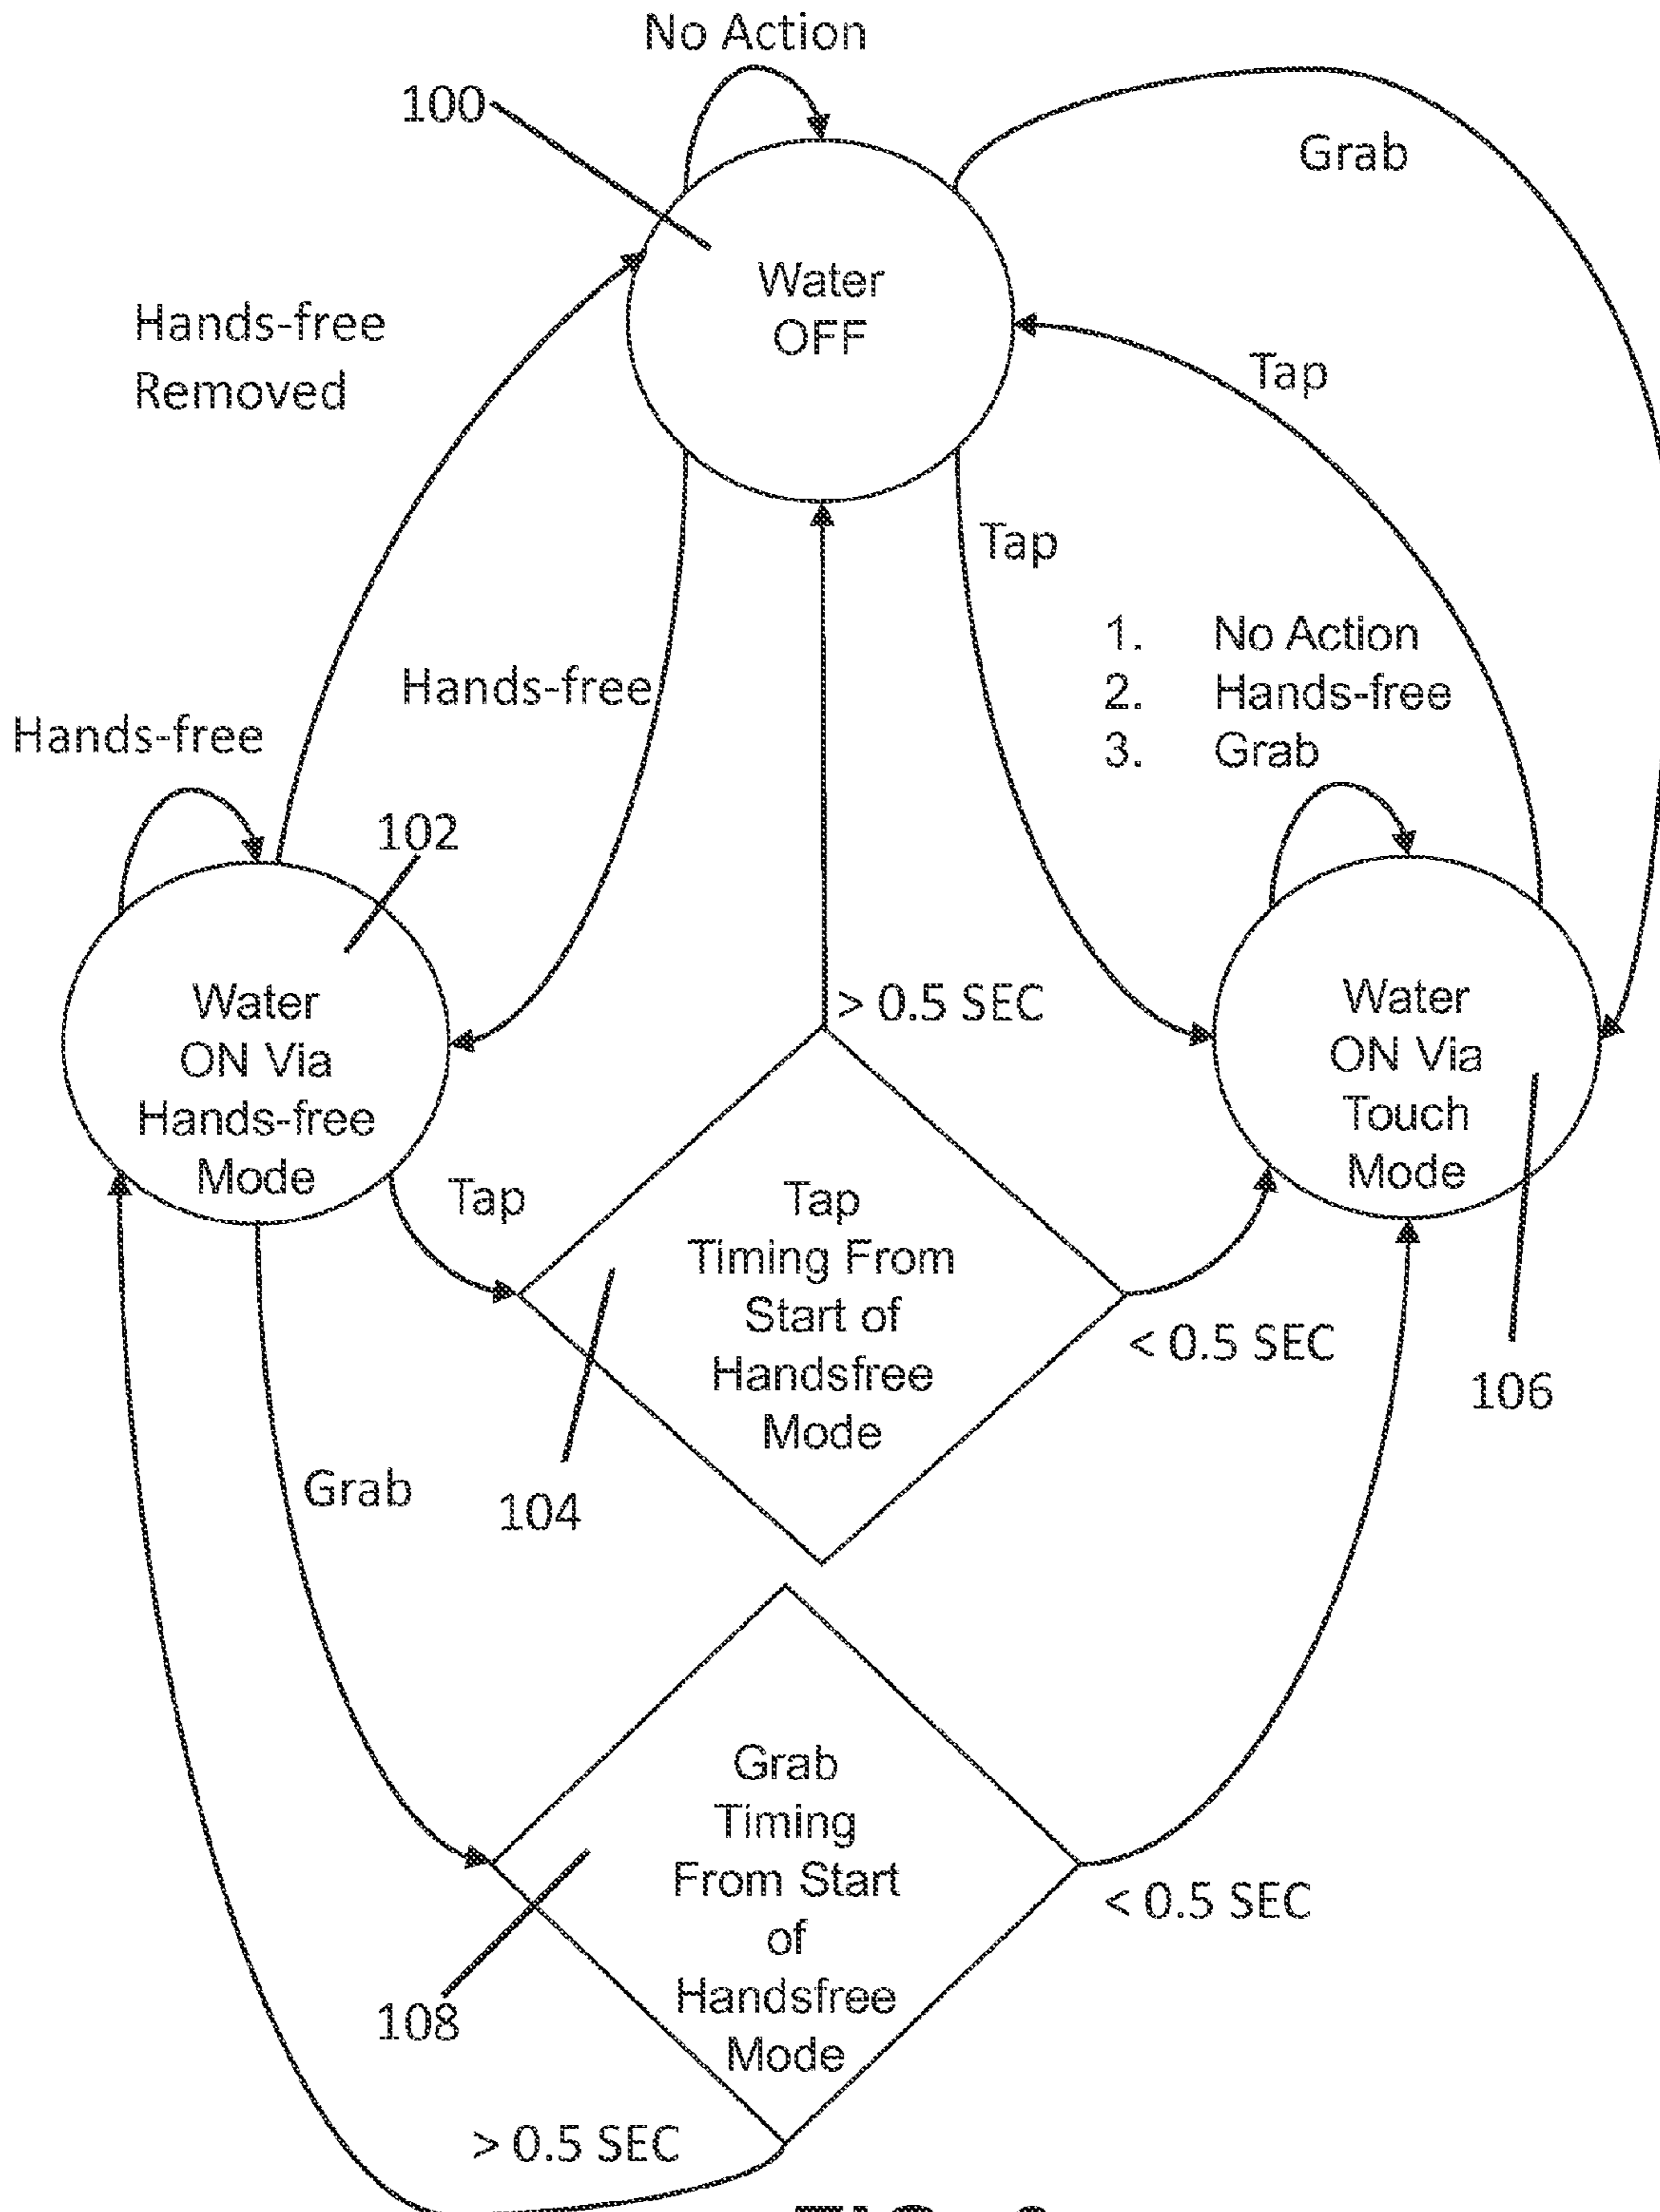 No Action
100
Grab
Water
OFF
Hands-free
Removed
Tap
Tap
1. No Action
2. Hands-free
3. Grab
Hands-free
Hands-free
102
Water
ON Via
Hands-free
Mode
> 0.5 SEC
Water
ON Via
Touch
Mode
Tap
Tap
Timing From
Start of
Handsfree
Mode
< 0.5 SEC
106
Grab
104
Grab
Timing
From Start
of
Handsfree
Mode
< 0.5 SEC
108
> 0.5 SEC